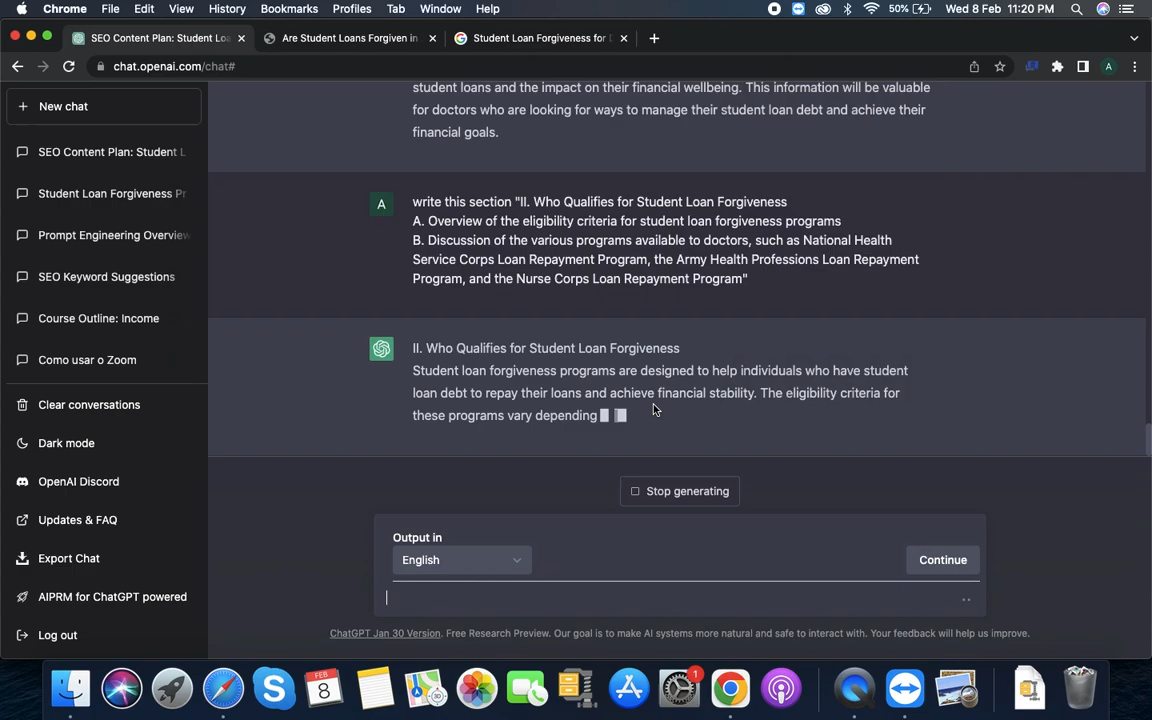 Chrome File Edit View History Bookmarks Profiles Tab Window Help 50% Wed 8 Feb 11:20 PM
SEO Content Plan: Student Loa Are Student Loans Forgiven in Student Loan Forgiveness for
chat.openai.com/chat# A
New chat
SEO Content Plan: Student L
Student Loan Forgiveness Pr
Prompt Engineering Overview
SEO Keyword Suggestions
Course Outline: Income
Como usar o Zoom
Clear conversations
Dark mode
OpenAI Discord
Updates & FAQ
Export Chat
AIPRM for ChatGPT powered
Log out
student loans and the impact on their financial wellbeing. This information will be valuable
for doctors who are looking for ways to manage their student loan debt and achieve their
financial goals.
A
write this section "II. Who Qualifies for Student Loan Forgiveness
A. Overview of the eligibility criteria for student loan forgiveness programs
B. Discussion of the various programs available to doctors, such as National Health
Service Corps Loan Repayment Program, the Army Health Professions Loan Repayment
Program, and the Nurse Corps Loan Repayment Program"
II. Who Qualifies for Student Loan Forgiveness
Student loan forgiveness programs are designed to help individuals who have student
loan debt to repay their loans and achieve financial stability. The eligibility criteria for
these programs vary depending
Stop generating
Output in
English
Continue
ChatGPT Jan 30 Version. Free Research Preview. Our goal is to make AI systems more natural and safe to interact with. Your feedback will help us improve.
FEB
8
1